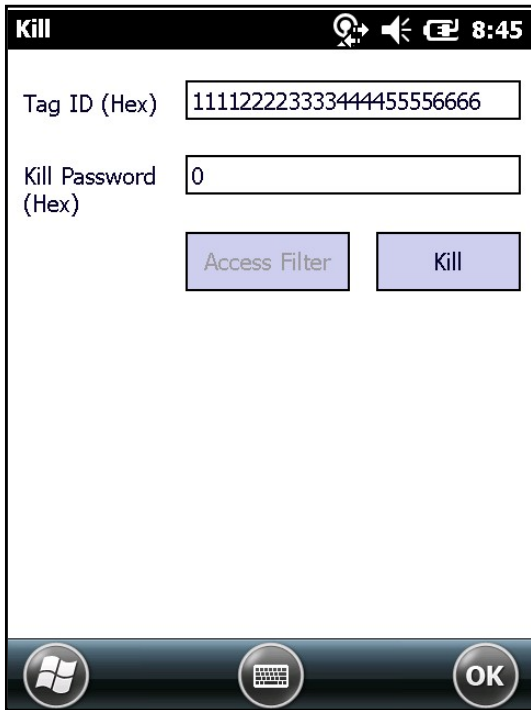 Kill 8:45
Tag ID (Hex) 111122223333444455556666
Kill Password 0
(Hex)
Access Filter Kill
OK